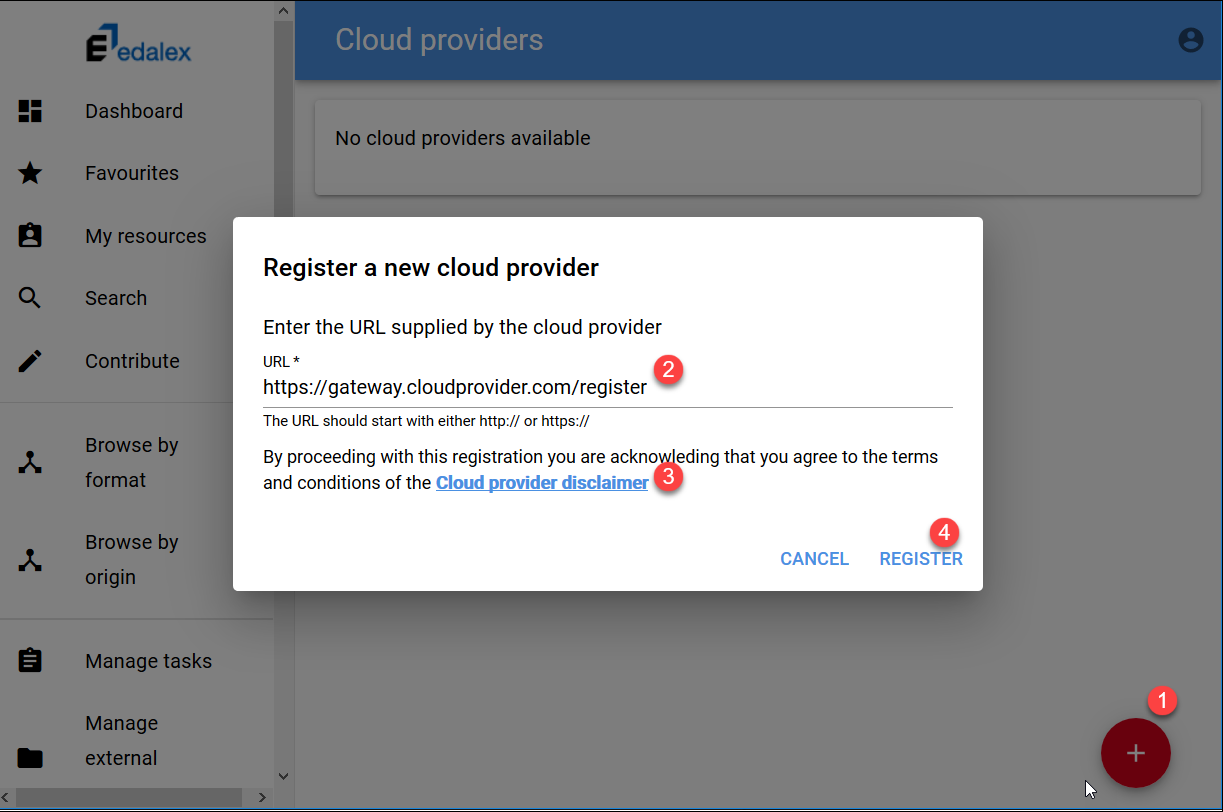 edalex
Cloud providers
Dashboard
No cloud providers available
Favourites
My resources
Search
Contribute
Browse by
format
Browse by
origin
Manage tasks
Manage
external
Register a new cloud provider
Enter the URL supplied by the cloud provider
URL *
https://gateway.cloudprovider.com/register
2
The URL should start with either http:// or https://
By proceeding with this registration you are acknowleding that you agree to the terms
and conditions of the Cloud provider disclaimer
3
4
CANCEL REGISTER
1
+